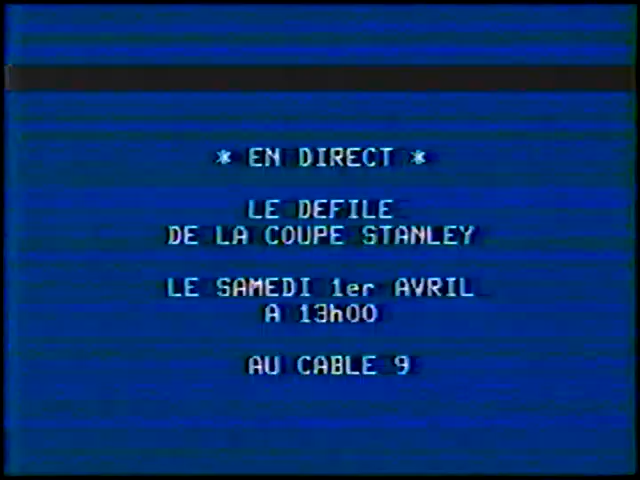 * EN DIRECT *
LE DEFILE
DE LA COUPE STANLEY
LE SAMEDI 1er AVRIL
A 13h00
AU CABLE 9